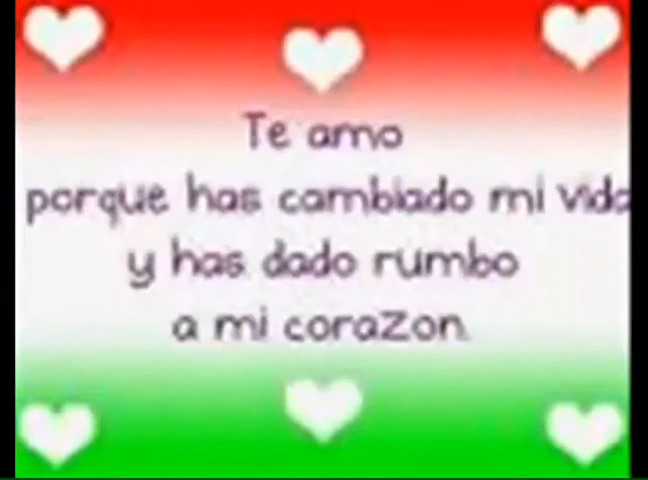 Te amo
porque has cambiado mi vida
y has dado rumbo
a mi corazon